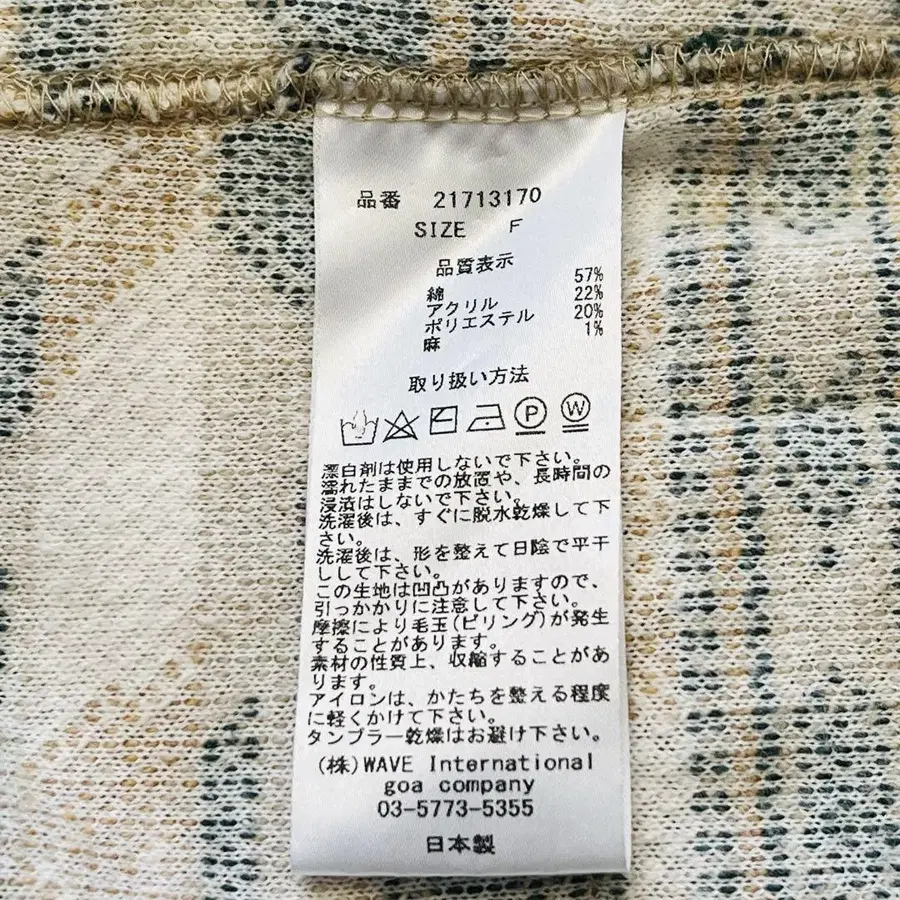 品番 21713170
SIZE F
品質表示
綿 57%
アクリル 22%
ポリエステル 20%
麻 1%
取り扱い方法
P W
漂白剤は使用しないで下さい。
濡れたままでの放置や、長時間の
浸漬はしないで下さい。
洗濯後は、すぐに脱水乾燥して下
さい。
洗濯後は、形を整えて日陰で平干
しして下さい。
この生地は凹凸がありますので、
引っかかりに注意して下さい。
摩擦により毛玉(ピリング)が発生
することがあります。
素材の性質上、収縮することがあ
ります。
アイロンは、かたちを整える程度
に軽くかけて下さい。
タンブラー乾燥はお避け下さい。
(株)WAVE International
goa company
03-5773-5355
日本製